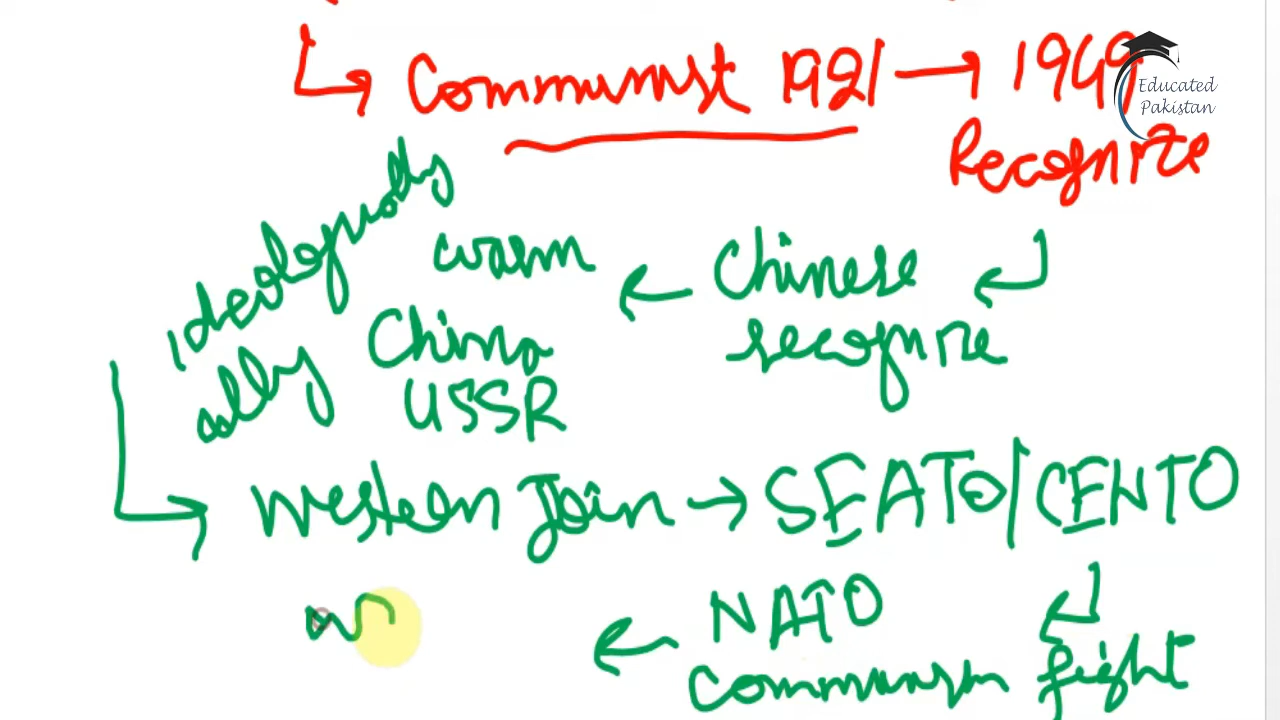 Communist 1921 → 1949
Educated
Pakistan
Recognize
ideologically
warm ← Chinese
recognize
ally China
USSR
Western Join → SEATO/CENTO
← NATO
communism fight